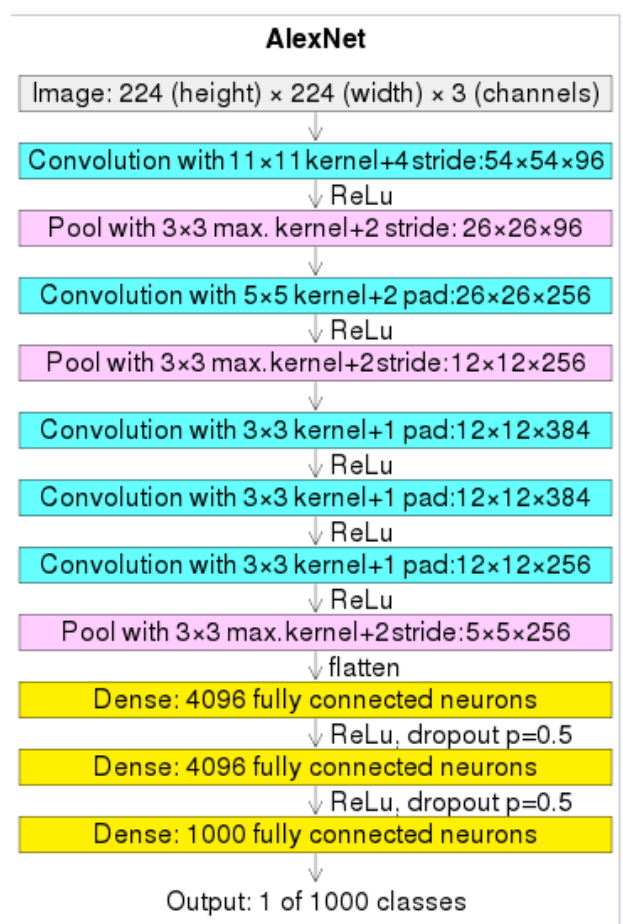 AlexNet
Image: 224 (height) × 224 (width) × 3 (channels)
Convolution with 11×11 kernel+4 stride:54×54×96
ReLu
Pool with 3×3 max. kernel+2 stride: 26×26×96
Convolution with 5×5 kernel+2 pad:26×26×256
ReLu
Pool with 3×3 max.kernel+2stride:12×12×256
Convolution with 3×3 kernel+1 pad:12×12×384
ReLu
Convolution with 3×3 kernel+1 pad:12×12×384
ReLu
Convolution with 3×3 kernel+1 pad:12×12×256
ReLu
Pool with 3×3 max.kernel+2stride:5×5×256
flatten
Dense: 4096 fully connected neurons
ReLu, dropout p=0.5
Dense: 4096 fully connected neurons
ReLu, dropout p=0.5
Dense: 1000 fully connected neurons
Output: 1 of 1000 classes